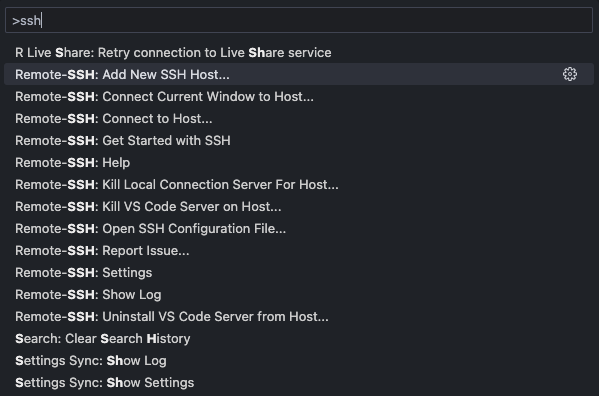 >ssh
R Live Share: Retry connection to Live Share service
Remote-SSH: Add New SSH Host...
Remote-SSH: Connect Current Window to Host...
Remote-SSH: Connect to Host...
Remote-SSH: Get Started with SSH
Remote-SSH: Help
Remote-SSH: Kill Local Connection Server For Host...
Remote-SSH: Kill VS Code Server on Host...
Remote-SSH: Open SSH Configuration File...
Remote-SSH: Report Issue...
Remote-SSH: Settings
Remote-SSH: Show Log
Remote-SSH: Uninstall VS Code Server from Host...
Search: Clear Search History
Settings Sync: Show Log
Settings Sync: Show Settings